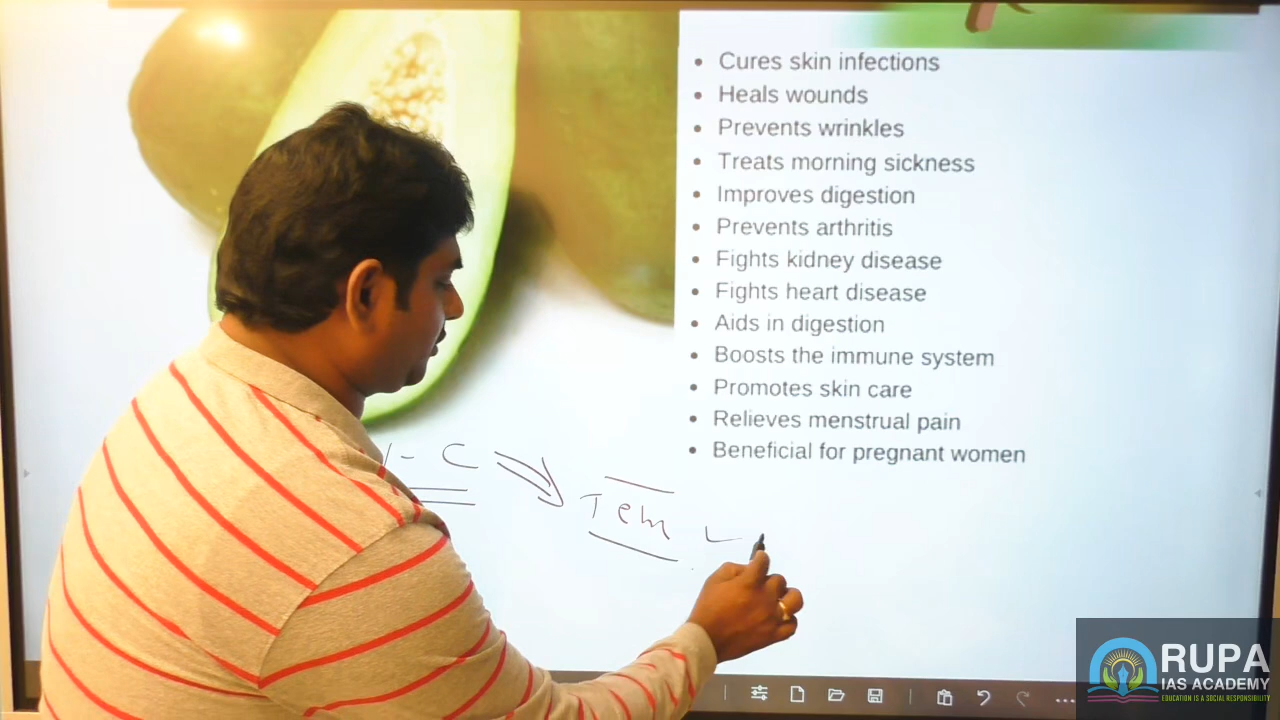 • Cures skin infections
• Heals wounds
• Prevents wrinkles
• Treats morning sickness
• Improves digestion
• Prevents arthritis
• Fights kidney disease
• Fights heart disease
• Aids in digestion
• Boosts the immune system
• Promotes skin care
• Relieves menstrual pain
• Beneficial for pregnant women
- C
Tem
RUPA
IAS ACADEMY
EDUCATION IS A SOCIAL RESPONSIBILITY